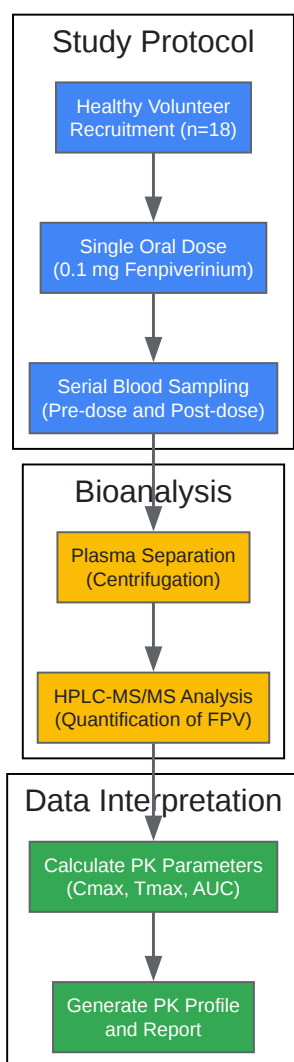 Study Protocol
Healthy Volunteer
Recruitment (n=18)
Single Oral Dose
(0.1 mg Fenpiverinium)
Serial Blood Sampling
(Pre-dose and Post-dose)
Bioanalysis
Plasma Separation
(Centrifugation)
HPLC-MS/MS Analysis
(Quantification of FPV)
Data Interpretation
Calculate PK Parameters
(Cmax, Tmax, AUC)
Generate PK Profile
and Report